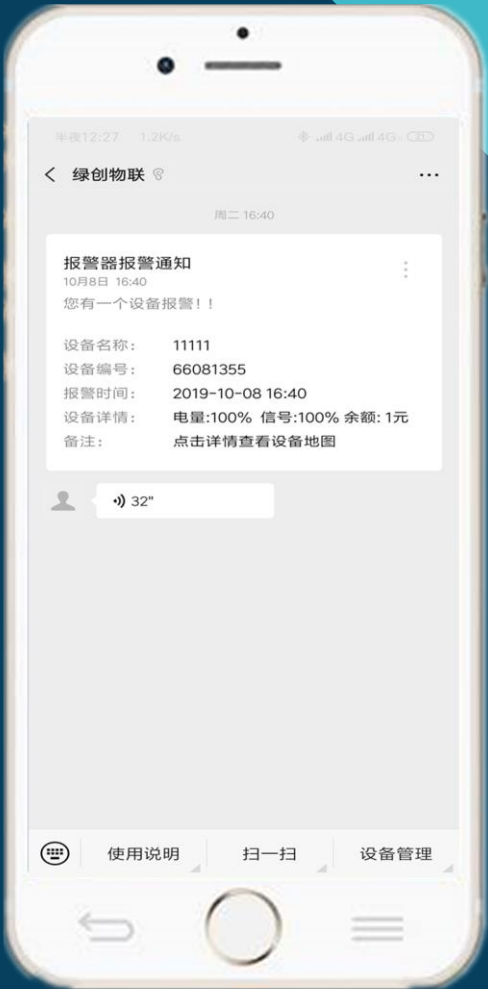 半夜12:27 1.2K/s 4G 4G 21
绿创物联
周二 16:40
报警器报警通知
10月8日 16:40
您有一个设备报警！！
设备名称： 11111
设备编号： 66081355
报警时间： 2019-10-08 16:40
设备详情： 电量:100% 信号:100% 余额: 1元
备注： 点击详情查看设备地图
32"
使用说明 扫一扫 设备管理